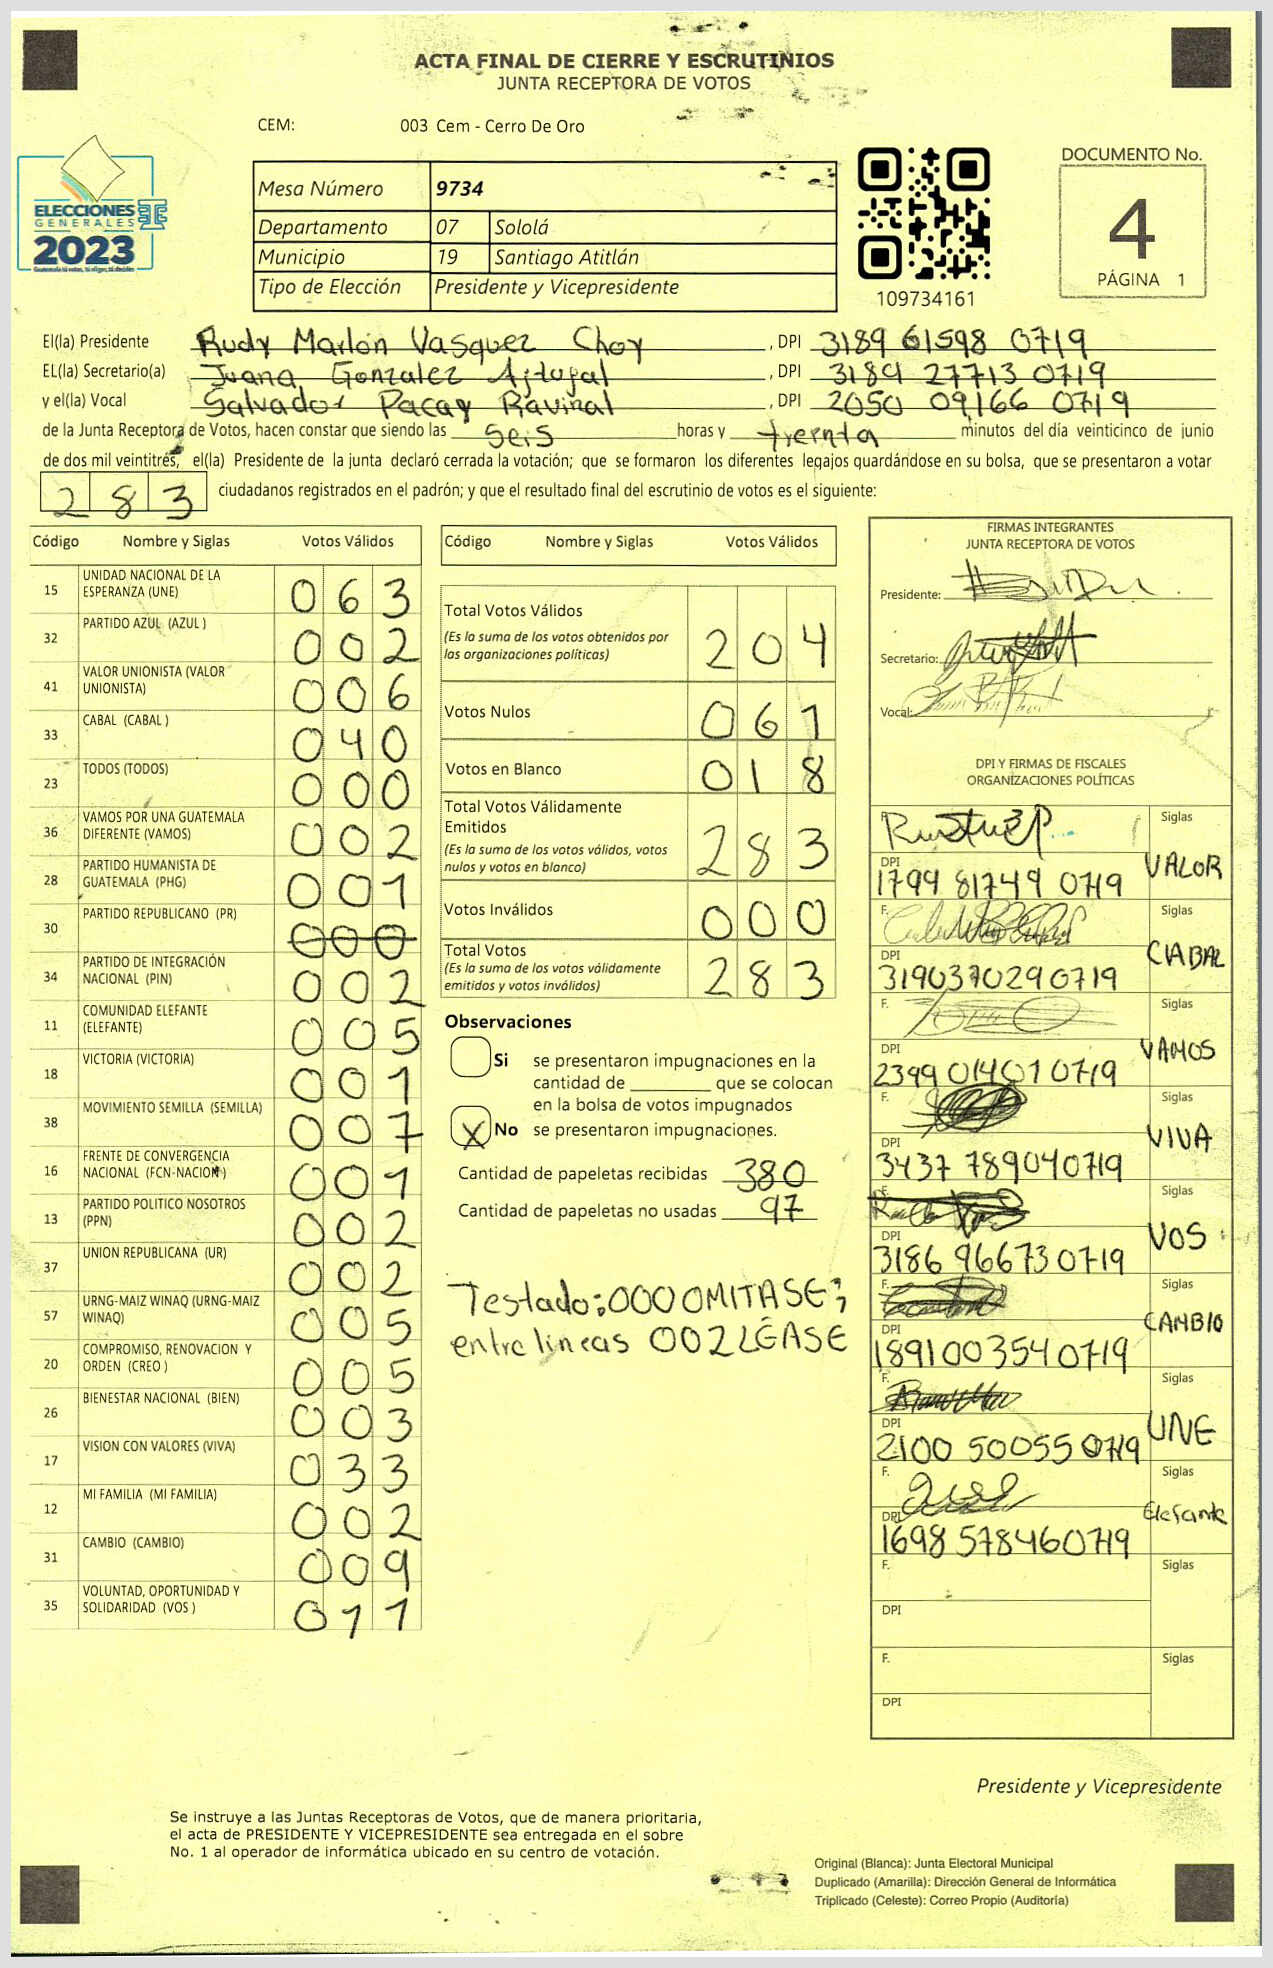 ACTA FINAL DE CIERRE Y ESCRUTINIOS
JUNTA RECEPTORA DE VOTOS
CEM: 003 Cem - Cerro De Oro
ELECCIONES
GENERALES
2023
Guatemala tú votas, tú eliges, tú decides
Mesa Número 9734
Departamento 07 Sololá
Municipio 19 Santiago Atitlán
Tipo de Elección Presidente y Vicepresidente
109734161
DOCUMENTO No.
4
PÁGINA 1
El(la) Presidente Rudy Marlon Vasquez Choy , DPI 3189 61598 0719
EL(la) Secretario(a) Juana Gonzalez , DPI 3189 27713 0719
y el(la) Vocal Salvador Pacay , DPI 2050 09166 0719
de la Junta Receptora de Votos, hacen constar que siendo las seis horas y treinta minutos del día veinticinco de junio
de dos mil veintitrés, el(la) Presidente de la junta declaró cerrada la votación; que se formaron los diferentes legajos guardándose en su bolsa, que se presentaron a votar
283 ciudadanos registrados en el padrón; y que el resultado final del escrutinio de votos es el siguiente:
Código Nombre y Siglas Votos Válidos
15 UNIDAD NACIONAL DE LA ESPERANZA (UNE) 063
32 PARTIDO AZUL (AZUL ) 002
41 VALOR UNIONISTA (VALOR UNIONISTA) 006
33 CABAL (CABAL ) 040
23 TODOS (TODOS) 000
36 VAMOS POR UNA GUATEMALA DIFERENTE (VAMOS) 002
28 PARTIDO HUMANISTA DE GUATEMALA (PHG) 001
30 PARTIDO REPUBLICANO (PR) 000
34 PARTIDO DE INTEGRACIÓN NACIONAL (PIN) 002
11 COMUNIDAD ELEFANTE (ELEFANTE) 005
18 VICTORIA (VICTORIA) 001
38 MOVIMIENTO SEMILLA (SEMILLA) 007
16 FRENTE DE CONVERGENCIA NACIONAL (FCN-NACION) 001
13 PARTIDO POLITICO NOSOTROS (PPN) 002
37 UNION REPUBLICANA (UR) 002
57 URNG-MAIZ WINAQ (URNG-MAIZ WINAQ) 005
20 COMPROMISO, RENOVACION Y ORDEN (CREO ) 005
26 BIENESTAR NACIONAL (BIEN) 003
17 VISION CON VALORES (VIVA) 033
12 MI FAMILIA (MI FAMILIA) 002
31 CAMBIO (CAMBIO) 009
35 VOLUNTAD, OPORTUNIDAD Y SOLIDARIDAD (VOS ) 011
Código Nombre y Siglas Votos Válidos
Total Votos Válidos 204
(Es la suma de los votos obtenidos por
las organizaciones políticas)
Votos Nulos 061
Votos en Blanco 018
Total Votos Válidamente
Emitidos 283
(Es la suma de los votos válidos, votos
nulos y votos en blanco)
Votos Inválidos 000
Total Votos 283
(Es la suma de los votos válidamente
emitidos y votos inválidos)
Observaciones
Si se presentaron impugnaciones en la
cantidad de ________ que se colocan
en la bolsa de votos impugnados
X No se presentaron impugnaciones.
Cantidad de papeletas recibidas 380
Cantidad de papeletas no usadas 97
Testado:000OMITASE;
entre lineas 002LÉASE
FIRMAS INTEGRANTES
JUNTA RECEPTORA DE VOTOS
Presidente:
Secretario:
Vocal:
DPI Y FIRMAS DE FISCALES
ORGANIZACIONES POLÍTICAS
Siglas
DPI
1794 81749 0719 VALOR
F. Siglas
DPI
3190370290719 CABAL
F. Siglas
DPI
2399 01401 0719 VAMOS
F. Siglas
DPI
3437 789040719 VIVA
F. Siglas
DPI
3186 966730719 VOS
F. Siglas
DPI
1891003540719 CAMBIO
F. Siglas
DPI
2100 50055 0719 UNE
F. Siglas
DPI
1698 578460719 Elefante
F. Siglas
DPI
F. Siglas
DPI
Presidente y Vicepresidente
Se instruye a las Juntas Receptoras de Votos, que de manera prioritaria,
el acta de PRESIDENTE Y VICEPRESIDENTE sea entregada en el sobre
No. 1 al operador de informática ubicado en su centro de votación.
Original (Blanca): Junta Electoral Municipal
Duplicado (Amarilla): Dirección General de Informática
Triplicado (Celeste): Correo Propio (Auditoría)